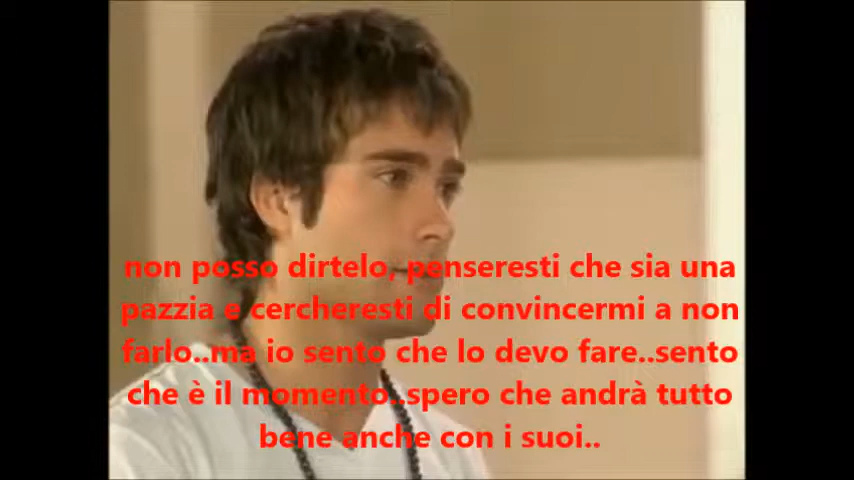 non posso dirtelo, penseresti che sia una
pazzia e cercheresti di convincermi a non
farlo..ma io sento che lo devo fare..sento
che è il momento..spero che andrà tutto
bene anche con i suoi..